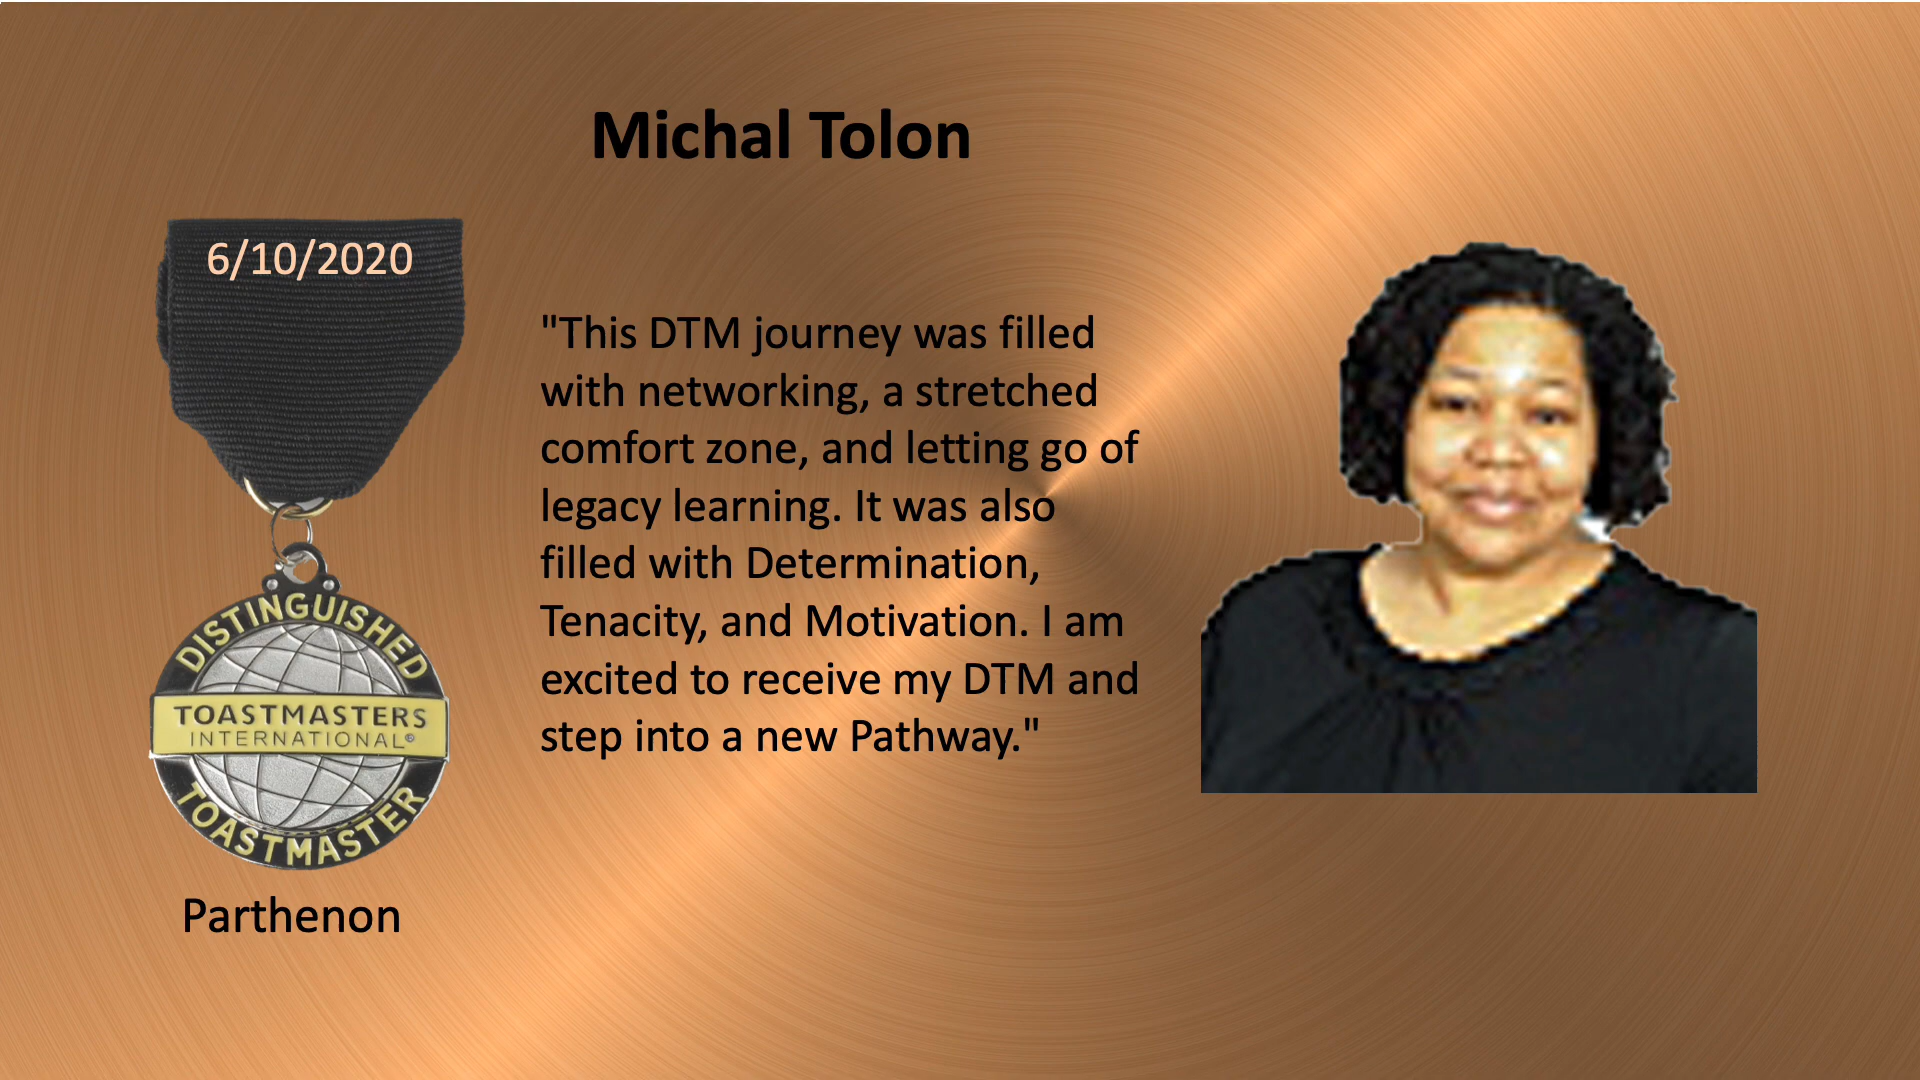 Michal Tolon
6/10/2020
"This DTM journey was filled
with networking, a stretched
comfort zone, and letting go of
legacy learning. It was also
filled with Determination,
Tenacity, and Motivation. I am
excited to receive my DTM and
step into a new Pathway."
DISTINGUISHED
TOASTMASTERS
INTERNATIONAL®
TOASTMASTER
Parthenon